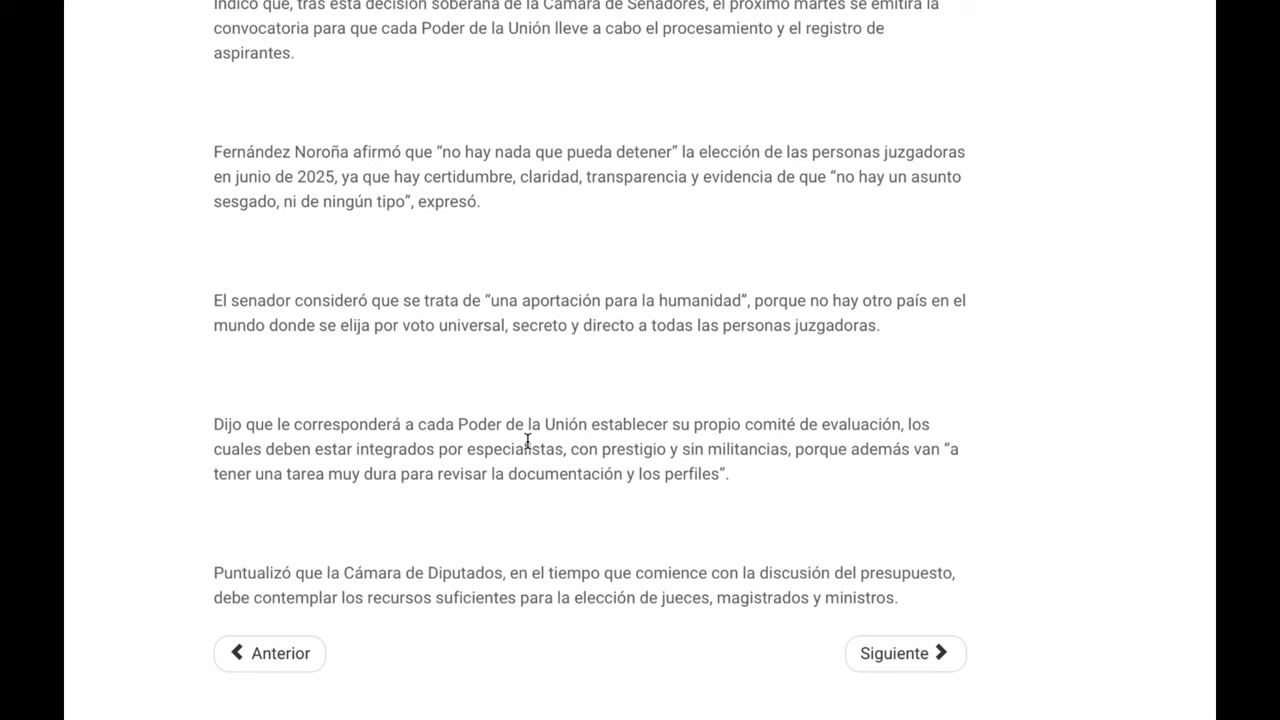 Indicó que, tras esta decisión soberana de la Cámara de Senadores, el próximo martes se emitirá la
convocatoria para que cada Poder de la Unión lleve a cabo el procesamiento y el registro de
aspirantes.
Fernández Noroña afirmó que “no hay nada que pueda detener” la elección de las personas juzgadoras
en junio de 2025, ya que hay certidumbre, claridad, transparencia y evidencia de que “no hay un asunto
sesgado, ni de ningún tipo”, expresó.
El senador consideró que se trata de “una aportación para la humanidad”, porque no hay otro país en el
mundo donde se elija por voto universal, secreto y directo a todas las personas juzgadoras.
Dijo que le corresponderá a cada Poder de la Unión establecer su propio comité de evaluación, los
cuales deben estar integrados por especialistas, con prestigio y sin militancias, porque además van “a
tener una tarea muy dura para revisar la documentación y los perfiles”.
Puntualizó que la Cámara de Diputados, en el tiempo que comience con la discusión del presupuesto,
debe contemplar los recursos suficientes para la elección de jueces, magistrados y ministros.
Anterior
Siguiente